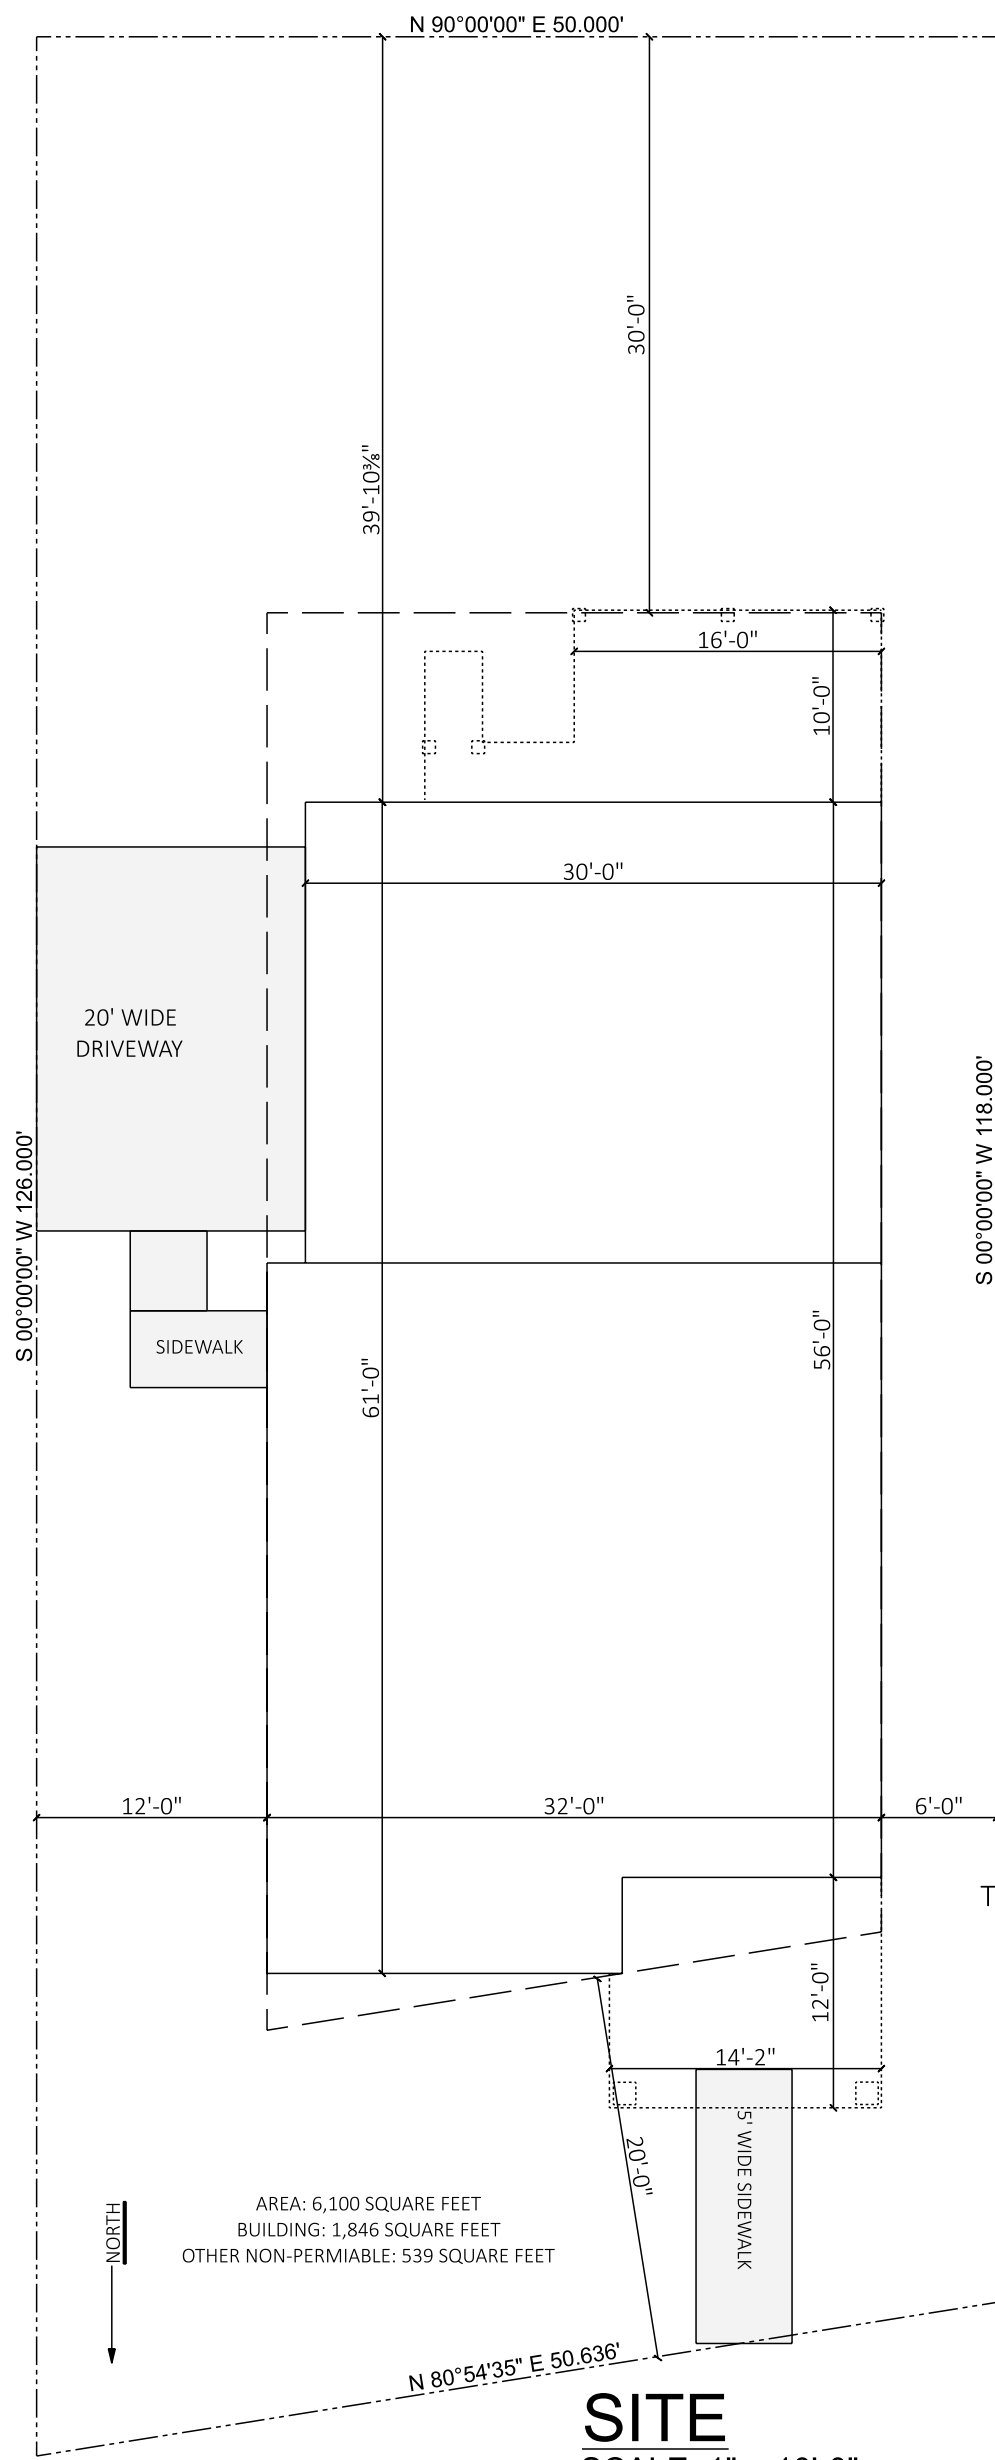 N 90°00'00" E 50.000'
30'-0"
39'-10⅜"
16'-0"
10'-0"
30'-0"
20' WIDE
DRIVEWAY
S 00°00'00" W 118.000'
S 00°00'00" W 126.000'
SIDEWALK
56'-0"
61'-0"
12'-0"
32'-0"
6'-0"
T
12'-0"
14'-2"
5' WIDE SIDEWALK
20'-0"
NORTH
AREA: 6,100 SQUARE FEET
BUILDING: 1,846 SQUARE FEET
OTHER NON-PERMIABLE: 539 SQUARE FEET
N 80°54'35" E 50.636'
SITE